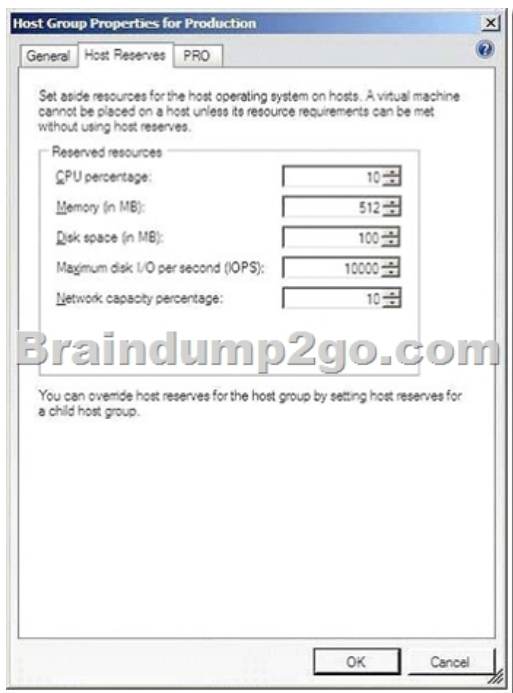 Host Group Properties for Production
General Host Reserves PRO
Set aside resources for the host operating system on hosts. A virtual machine
cannot be placed on a host unless its resource requirements can be met
without using host reserves.
Reserved resources
CPU percentage: 10
Memory (in MB): 512
Disk space (in MB): 100
Maximum disk I/O per second (IOPS): 10000
Network capacity percentage: 10
Braindump2go.com
You can override host reserves for the host group by setting host reserves for
a child host group.
OK Cancel